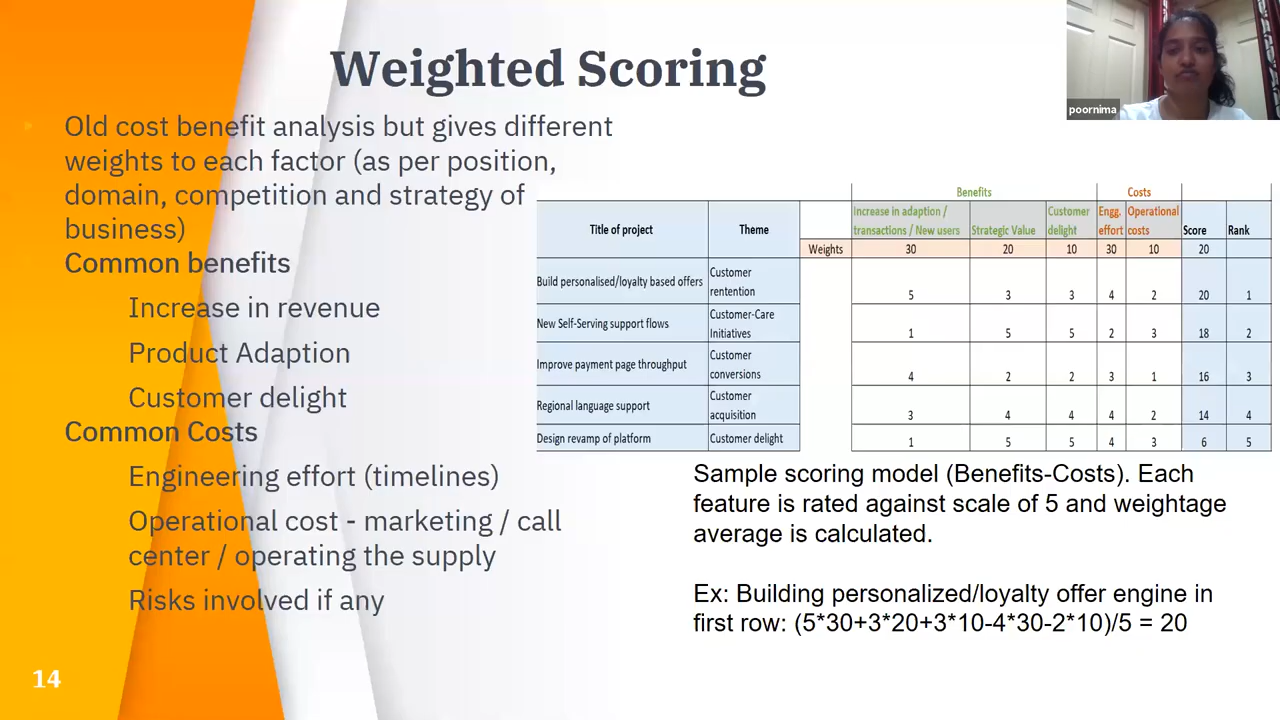 Weighted Scoring
poornima
Old cost benefit analysis but gives different
weights to each factor (as per position,
domain, competition and strategy of
business)
Common benefits
Increase in revenue
Product Adaption
Customer delight
Common Costs
Engineering effort (timelines)
Operational cost - marketing / call
center / operating the supply
Risks involved if any
Benefits Costs
Title of project Theme Increase in adaption / transactions / New users Strategic Value Customer delight Engg. effort Operational costs Score Rank
Weights 30 20 10 30 10 20
Build personalised/loyalty based offers Customer rentention 5 3 3 4 2 20 1
New Self-Serving support flows Customer-Care Initiatives 1 5 5 2 3 18 2
Improve payment page throughput Customer conversions 4 2 2 3 1 16 3
Regional language support Customer acquisition 3 4 4 4 2 14 4
Design revamp of platform Customer delight 1 5 5 4 3 6 5
Sample scoring model (Benefits-Costs). Each
feature is rated against scale of 5 and weightage
average is calculated.
Ex: Building personalized/loyalty offer engine in
first row: (5*30+3*20+3*10-4*30-2*10)/5 = 20
14